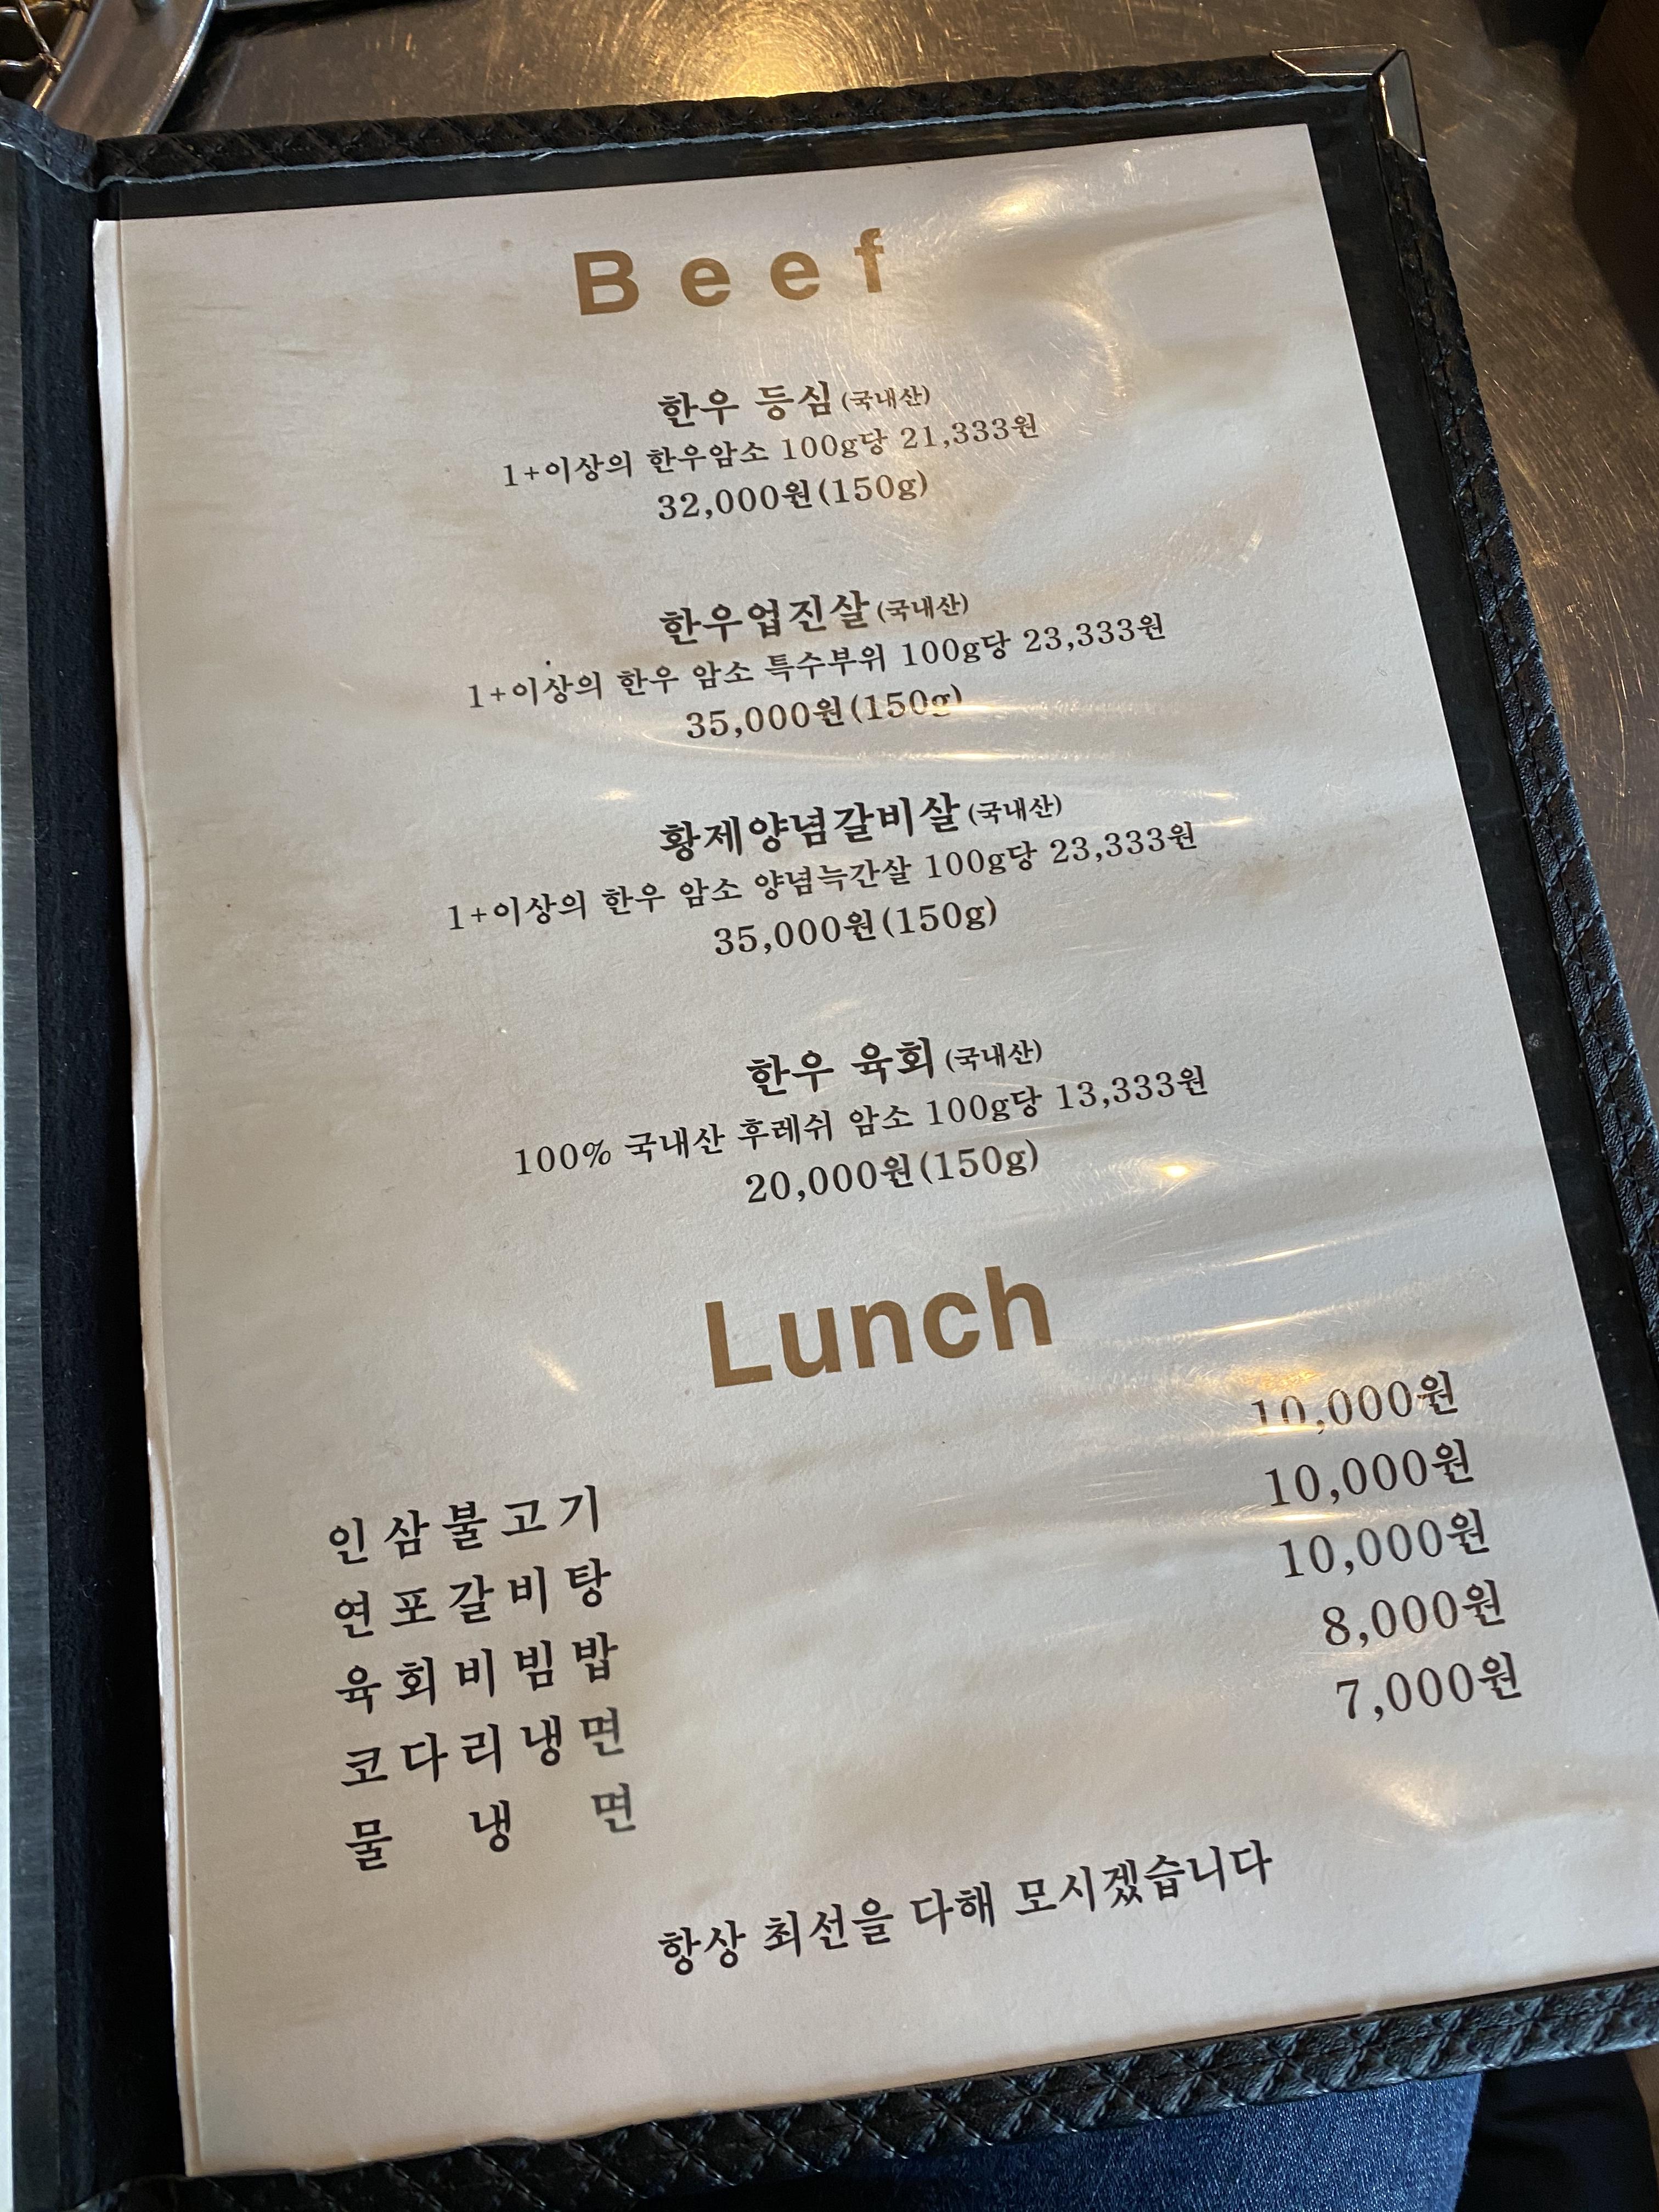 Beef
한우 등심(국내산)
1+이상의 한우암소 100g당 21,333원
32,000원(150g)
한우업진살(국내산)
1+이상의 한우 암소 특수부위 100g당 23,333원
35,000원(150g)
황제양념갈비살(국내산)
1+이상의 한우 암소 양념늑간살 100g당 23,333원
35,000원(150g)
한우 육회(국내산)
100% 국내산 후레쉬 암소 100g당 13,333원
20,000원(150g)
Lunch
인삼불고기 10,000원
연포갈비탕 10,000원
육회비빔밥 10,000원
코다리냉면 8,000원
물냉면 7,000원
항상 최선을 다해 모시겠습니다